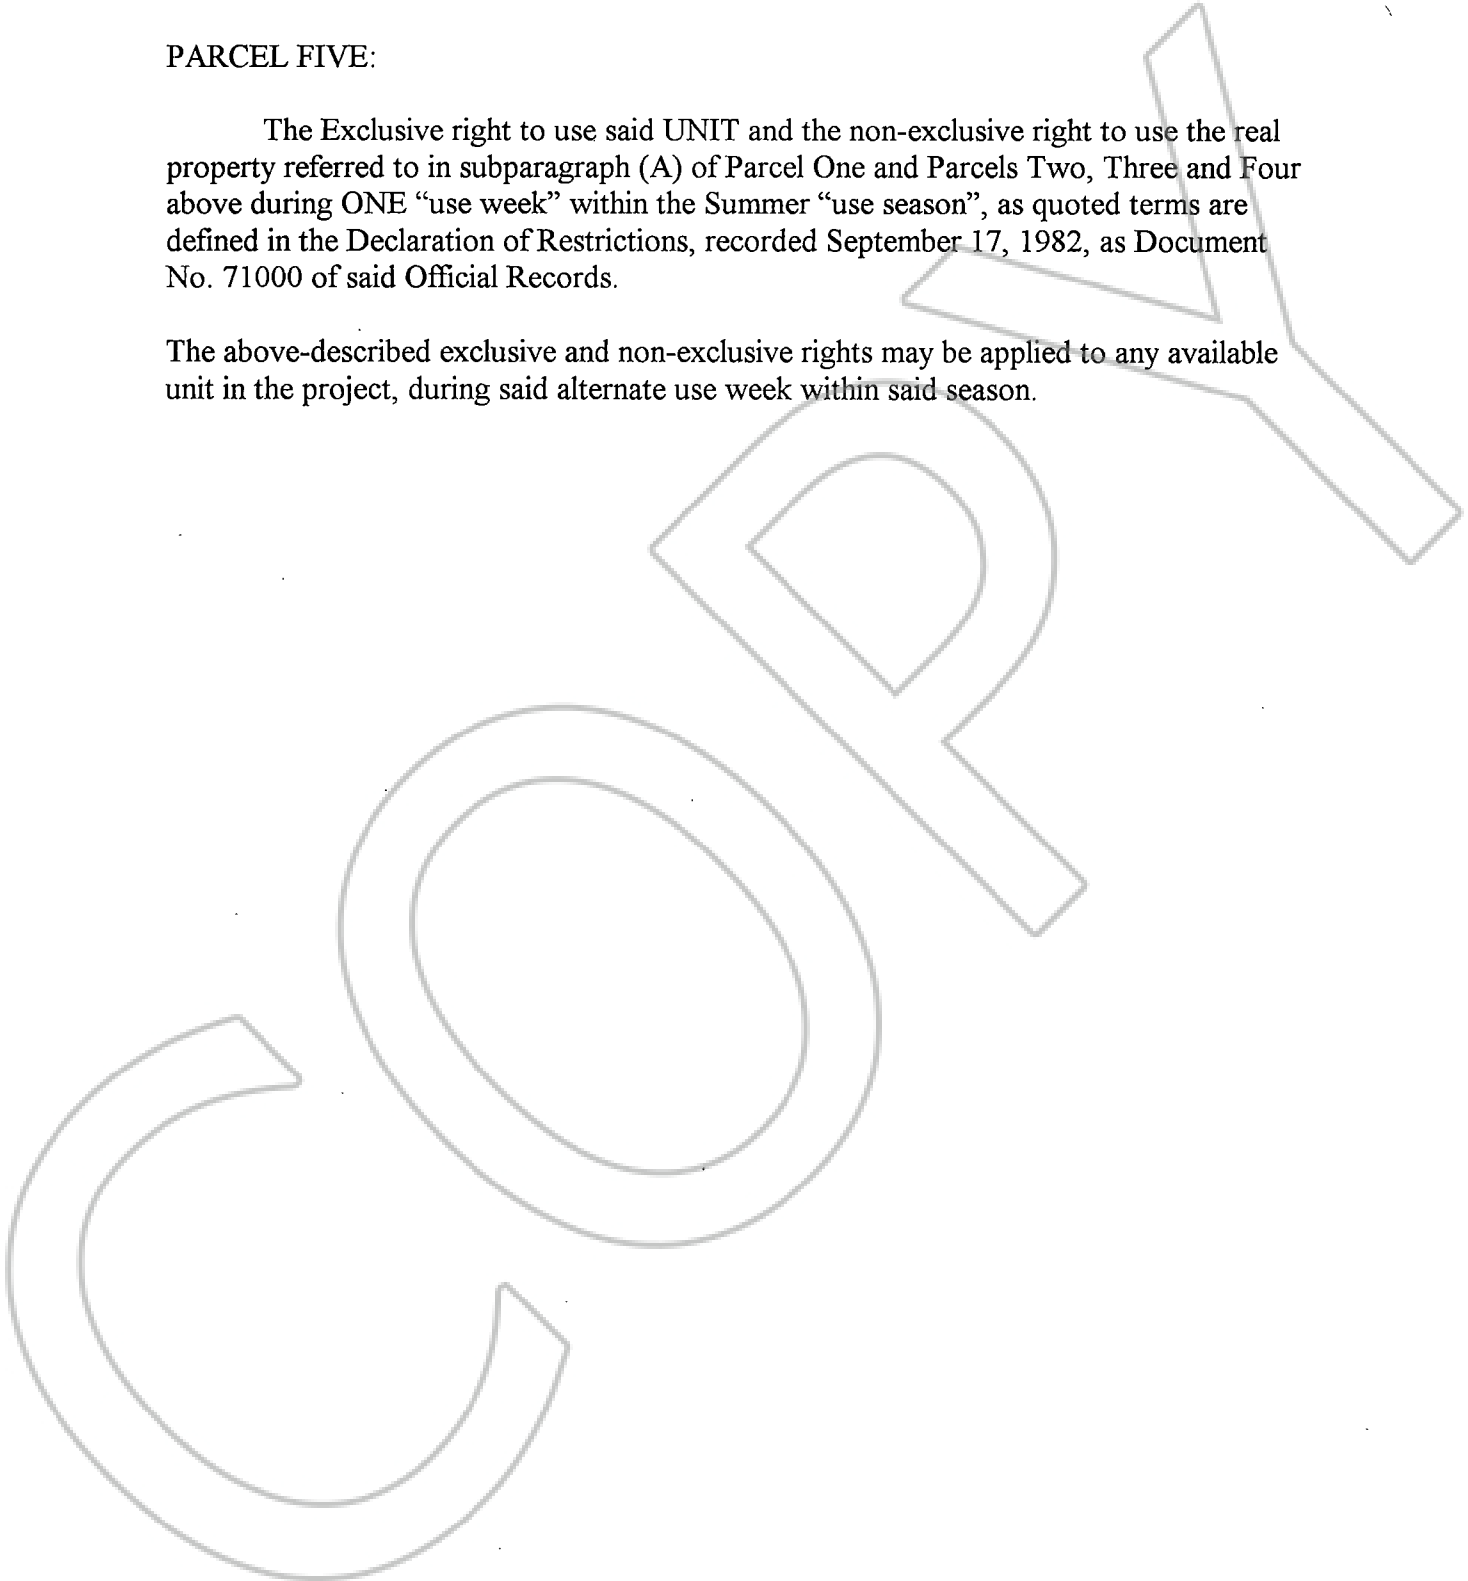 PARCEL FIVE:
The Exclusive right to use said UNIT and the non-exclusive right to use the real
property referred to in subparagraph (A) of Parcel One and Parcels Two, Three and Four
above during ONE “use week” within the Summer “use season”, as quoted terms are
defined in the Declaration of Restrictions, recorded September 17, 1982, as Document
No. 71000 of said Official Records.
The above-described exclusive and non-exclusive rights may be applied to any available
unit in the project, during said alternate use week within said season.
COPY